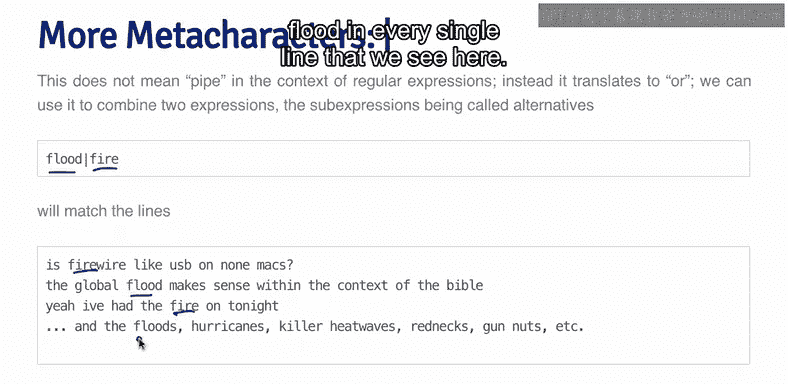 More Metacharacters: |
flood in every single
line that we see here.
This does not mean “pipe” in the context of regular expressions; instead it translates to “or”; we can
use it to combine two expressions, the subexpressions being called alternatives
flood|fire
will match the lines
is firewire like usb on none macs?
the global flood makes sense within the context of the bible
yeah ive had the fire on tonight
... and the floods, hurricanes, killer heatwaves, rednecks, gun nuts, etc.